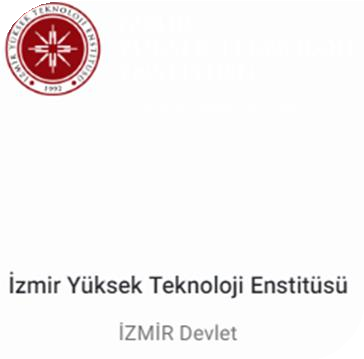 İZMİR YÜKSEK TEKNOLOJİ ENSTİTÜSÜ
1992
İzmir Yüksek Teknoloji Enstitüsü
İZMİR Devlet